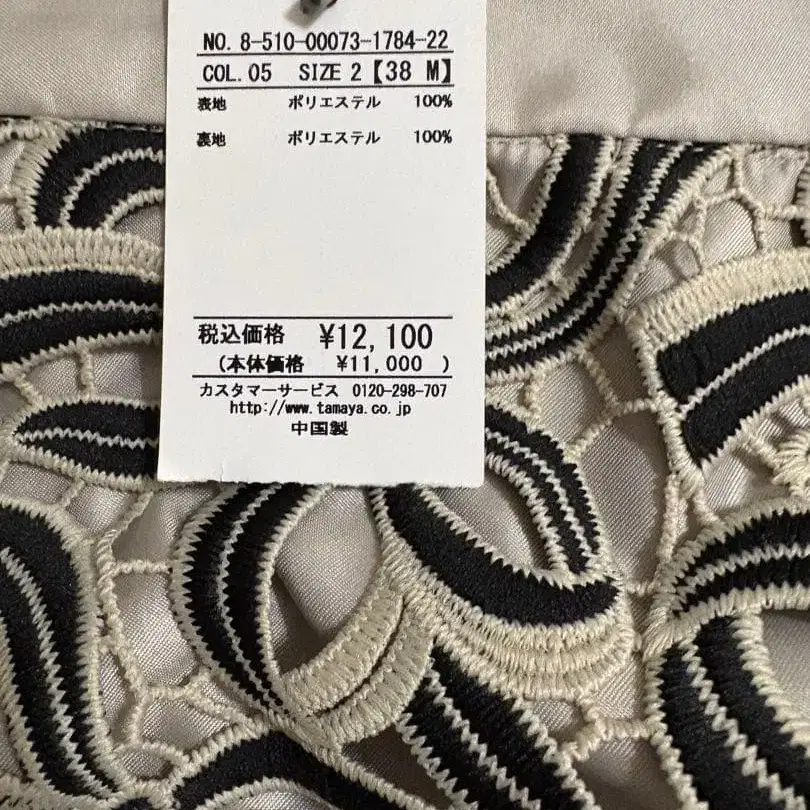 NO. 8-510-00073-1784-22
COL.05 SIZE 2【38 M】
表地 ポリエステル 100%
裏地 ポリエステル 100%
税込価格 ¥12,100
(本体価格 ¥11,000 )
カスタマーサービス 0120-298-707
http://www.tamaya.co.jp
中国製